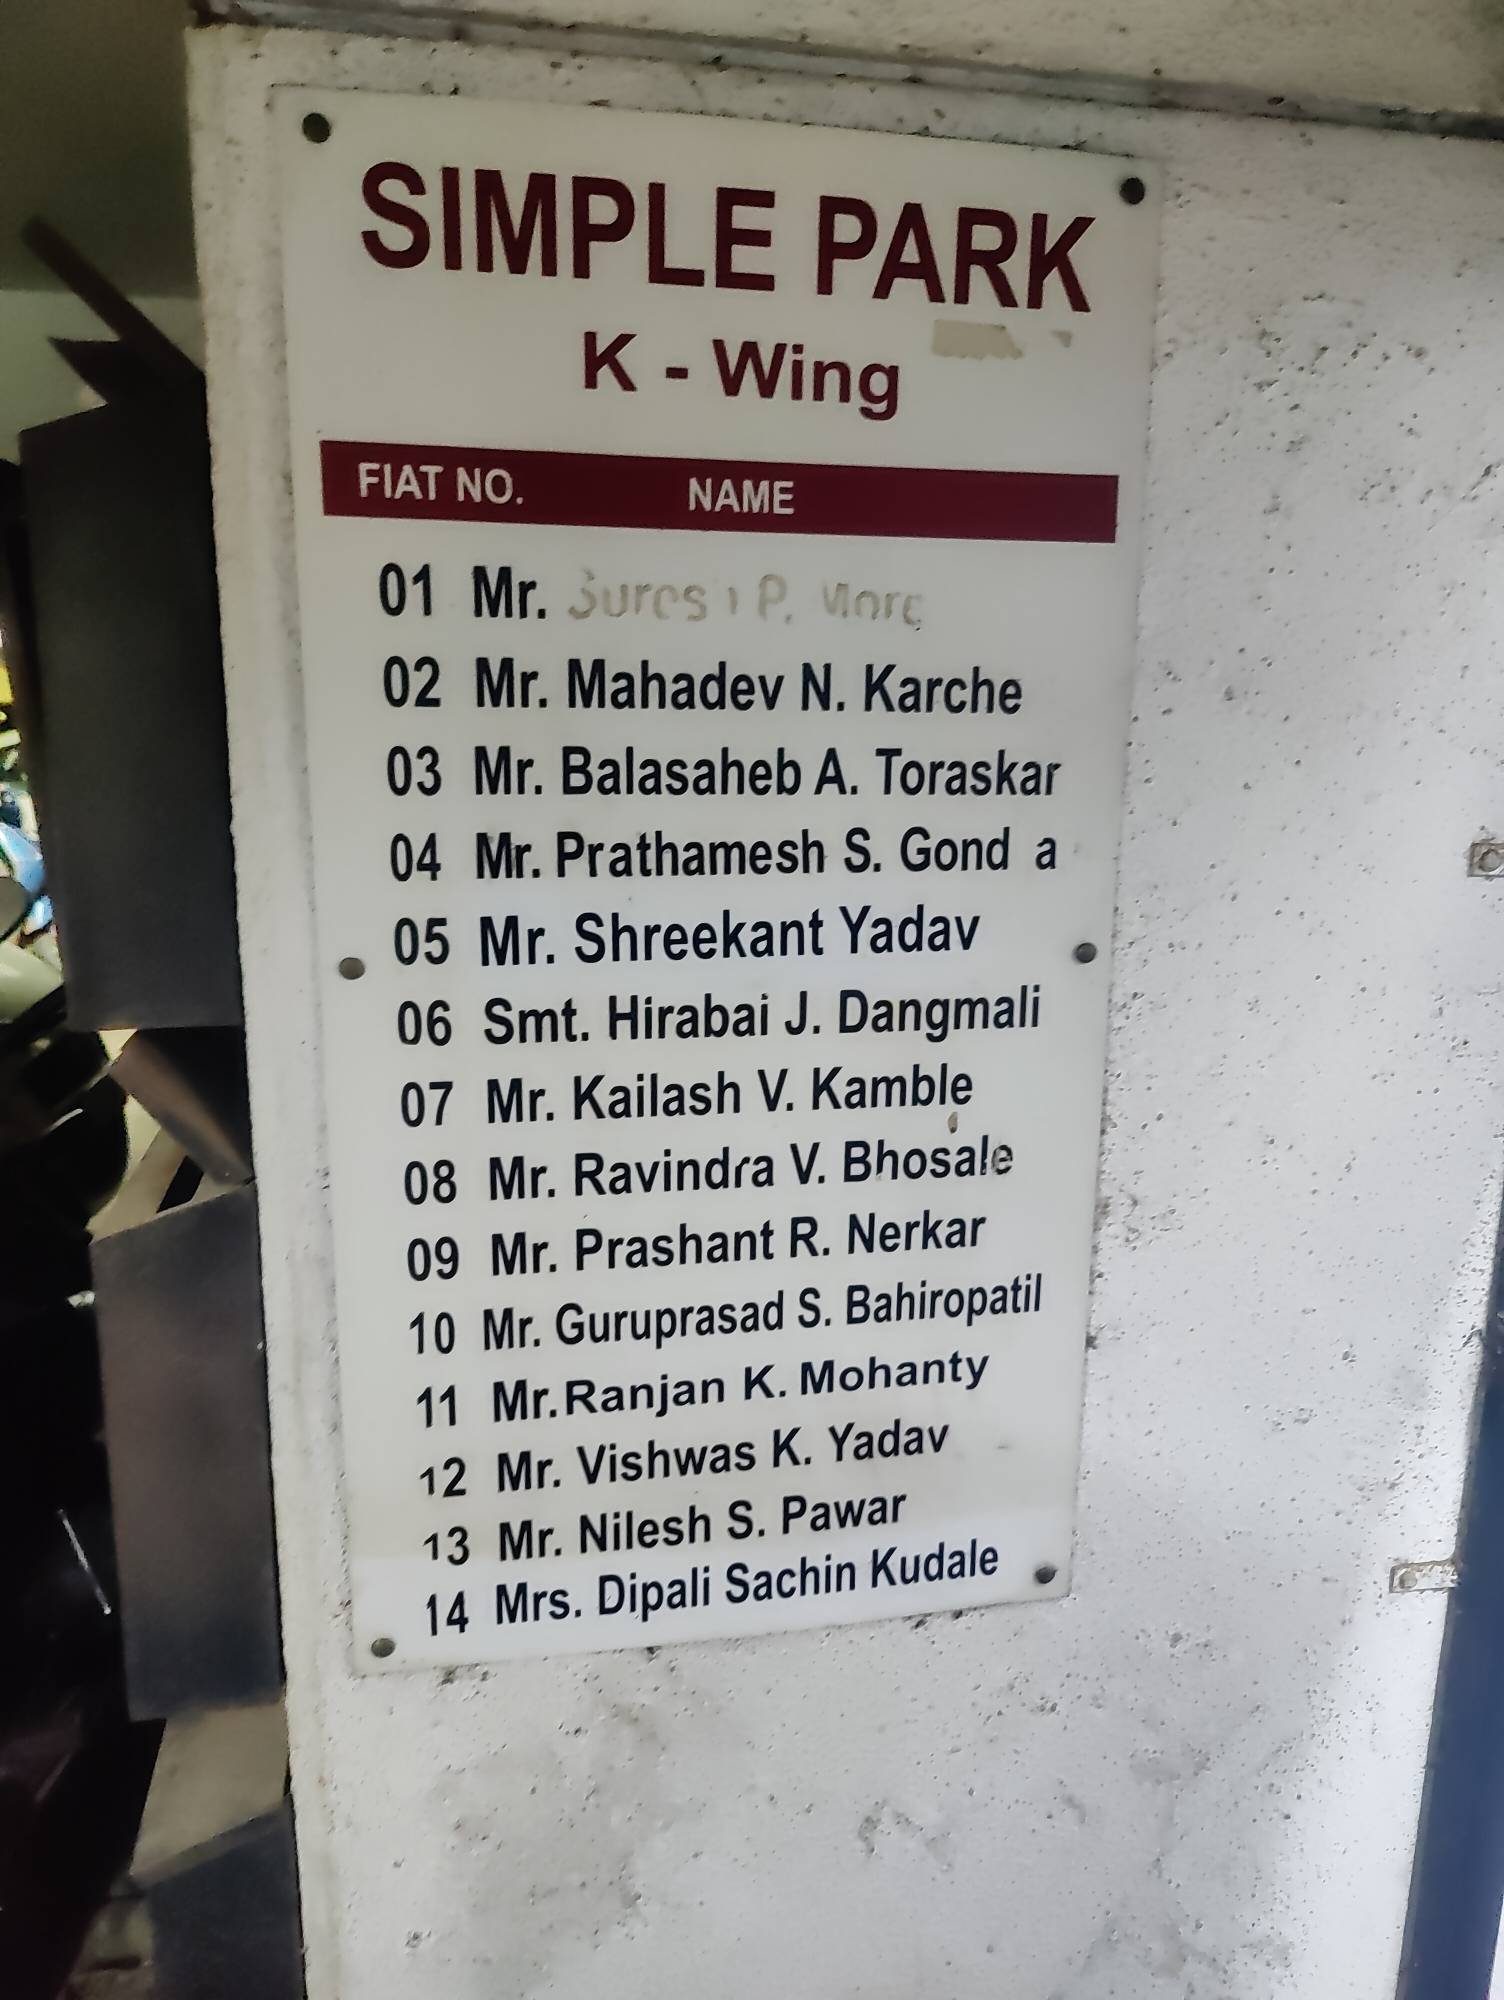 SIMPLE PARK
K - Wing
FIAT NO. NAME
01 Mr. P.
02 Mr. Mahadev N. Karche
03 Mr. Balasaheb A. Toraskar
04 Mr. Prathamesh S. Gond a
05 Mr. Shreekant Yadav
06 Smt. Hirabai J. Dangmali
07 Mr. Kailash V. Kamble
08 Mr. Ravindra V. Bhosale
09 Mr. Prashant R. Nerkar
10 Mr. Guruprasad S. Bahiropatil
11 Mr.Ranjan K. Mohanty
12 Mr. Vishwas K. Yadav
13 Mr. Nilesh S. Pawar
14 Mrs. Dipali Sachin Kudale